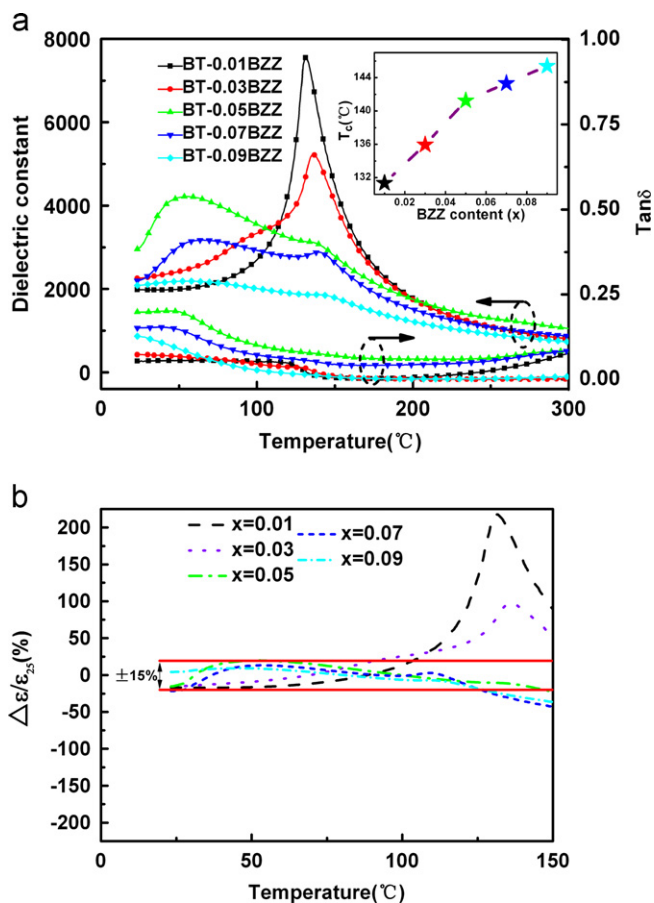 a
8000
6000
4000
2000
0
Dielectric constant
BT-0.01BZZ
BT-0.03BZZ
BT-0.05BZZ
BT-0.07BZZ
BT-0.09BZZ
144
140
136
132
Tc(℃)
0.02 0.04 0.06 0.08
BZZ content (x)
1.00
0.75
0.50
0.25
0.00
Tanδ
0 100 200 300
Temperature(℃)
b
200
150
100
50
25
0
-25
-50
-100
-150
-200
Δε/ε25(%)
x=0.01
x=0.03
x=0.05
x=0.07
x=0.09
±15%
0 50 100 150
Temperature(℃)